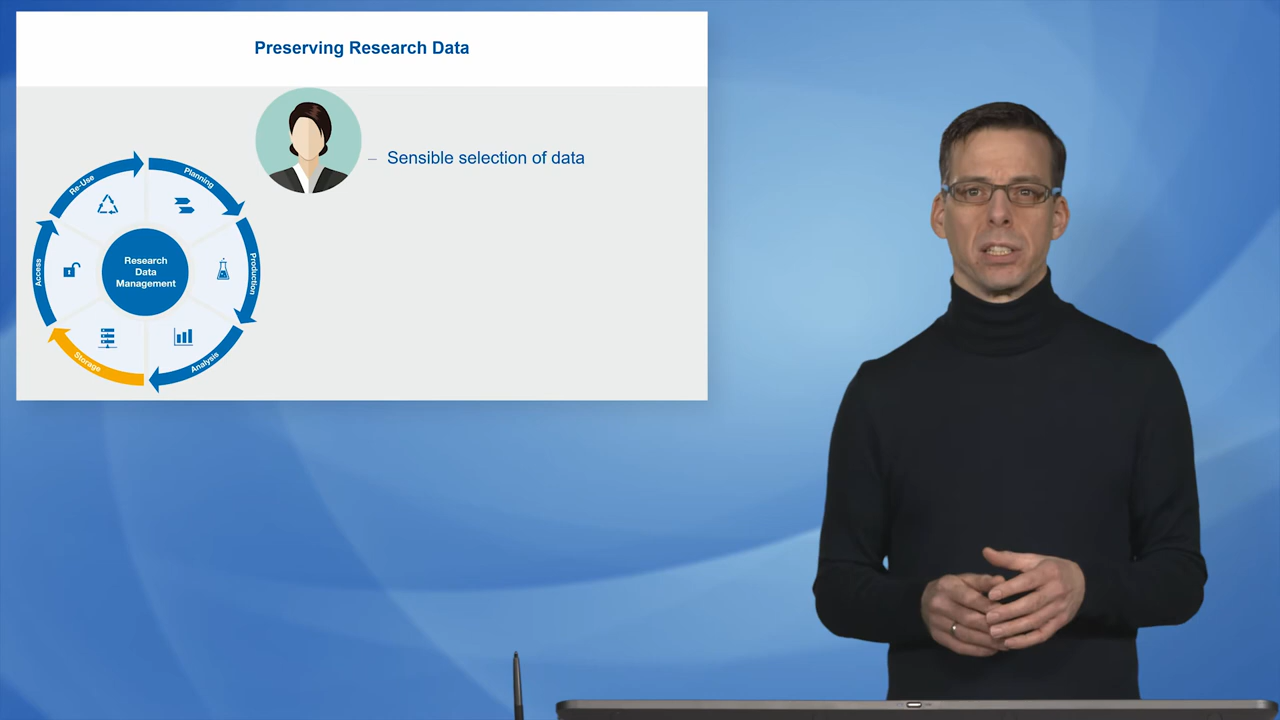 Preserving Research Data
– Sensible selection of data
Re-Use
Planning
Access
Research
Data
Management
Production
Storage
Analysis